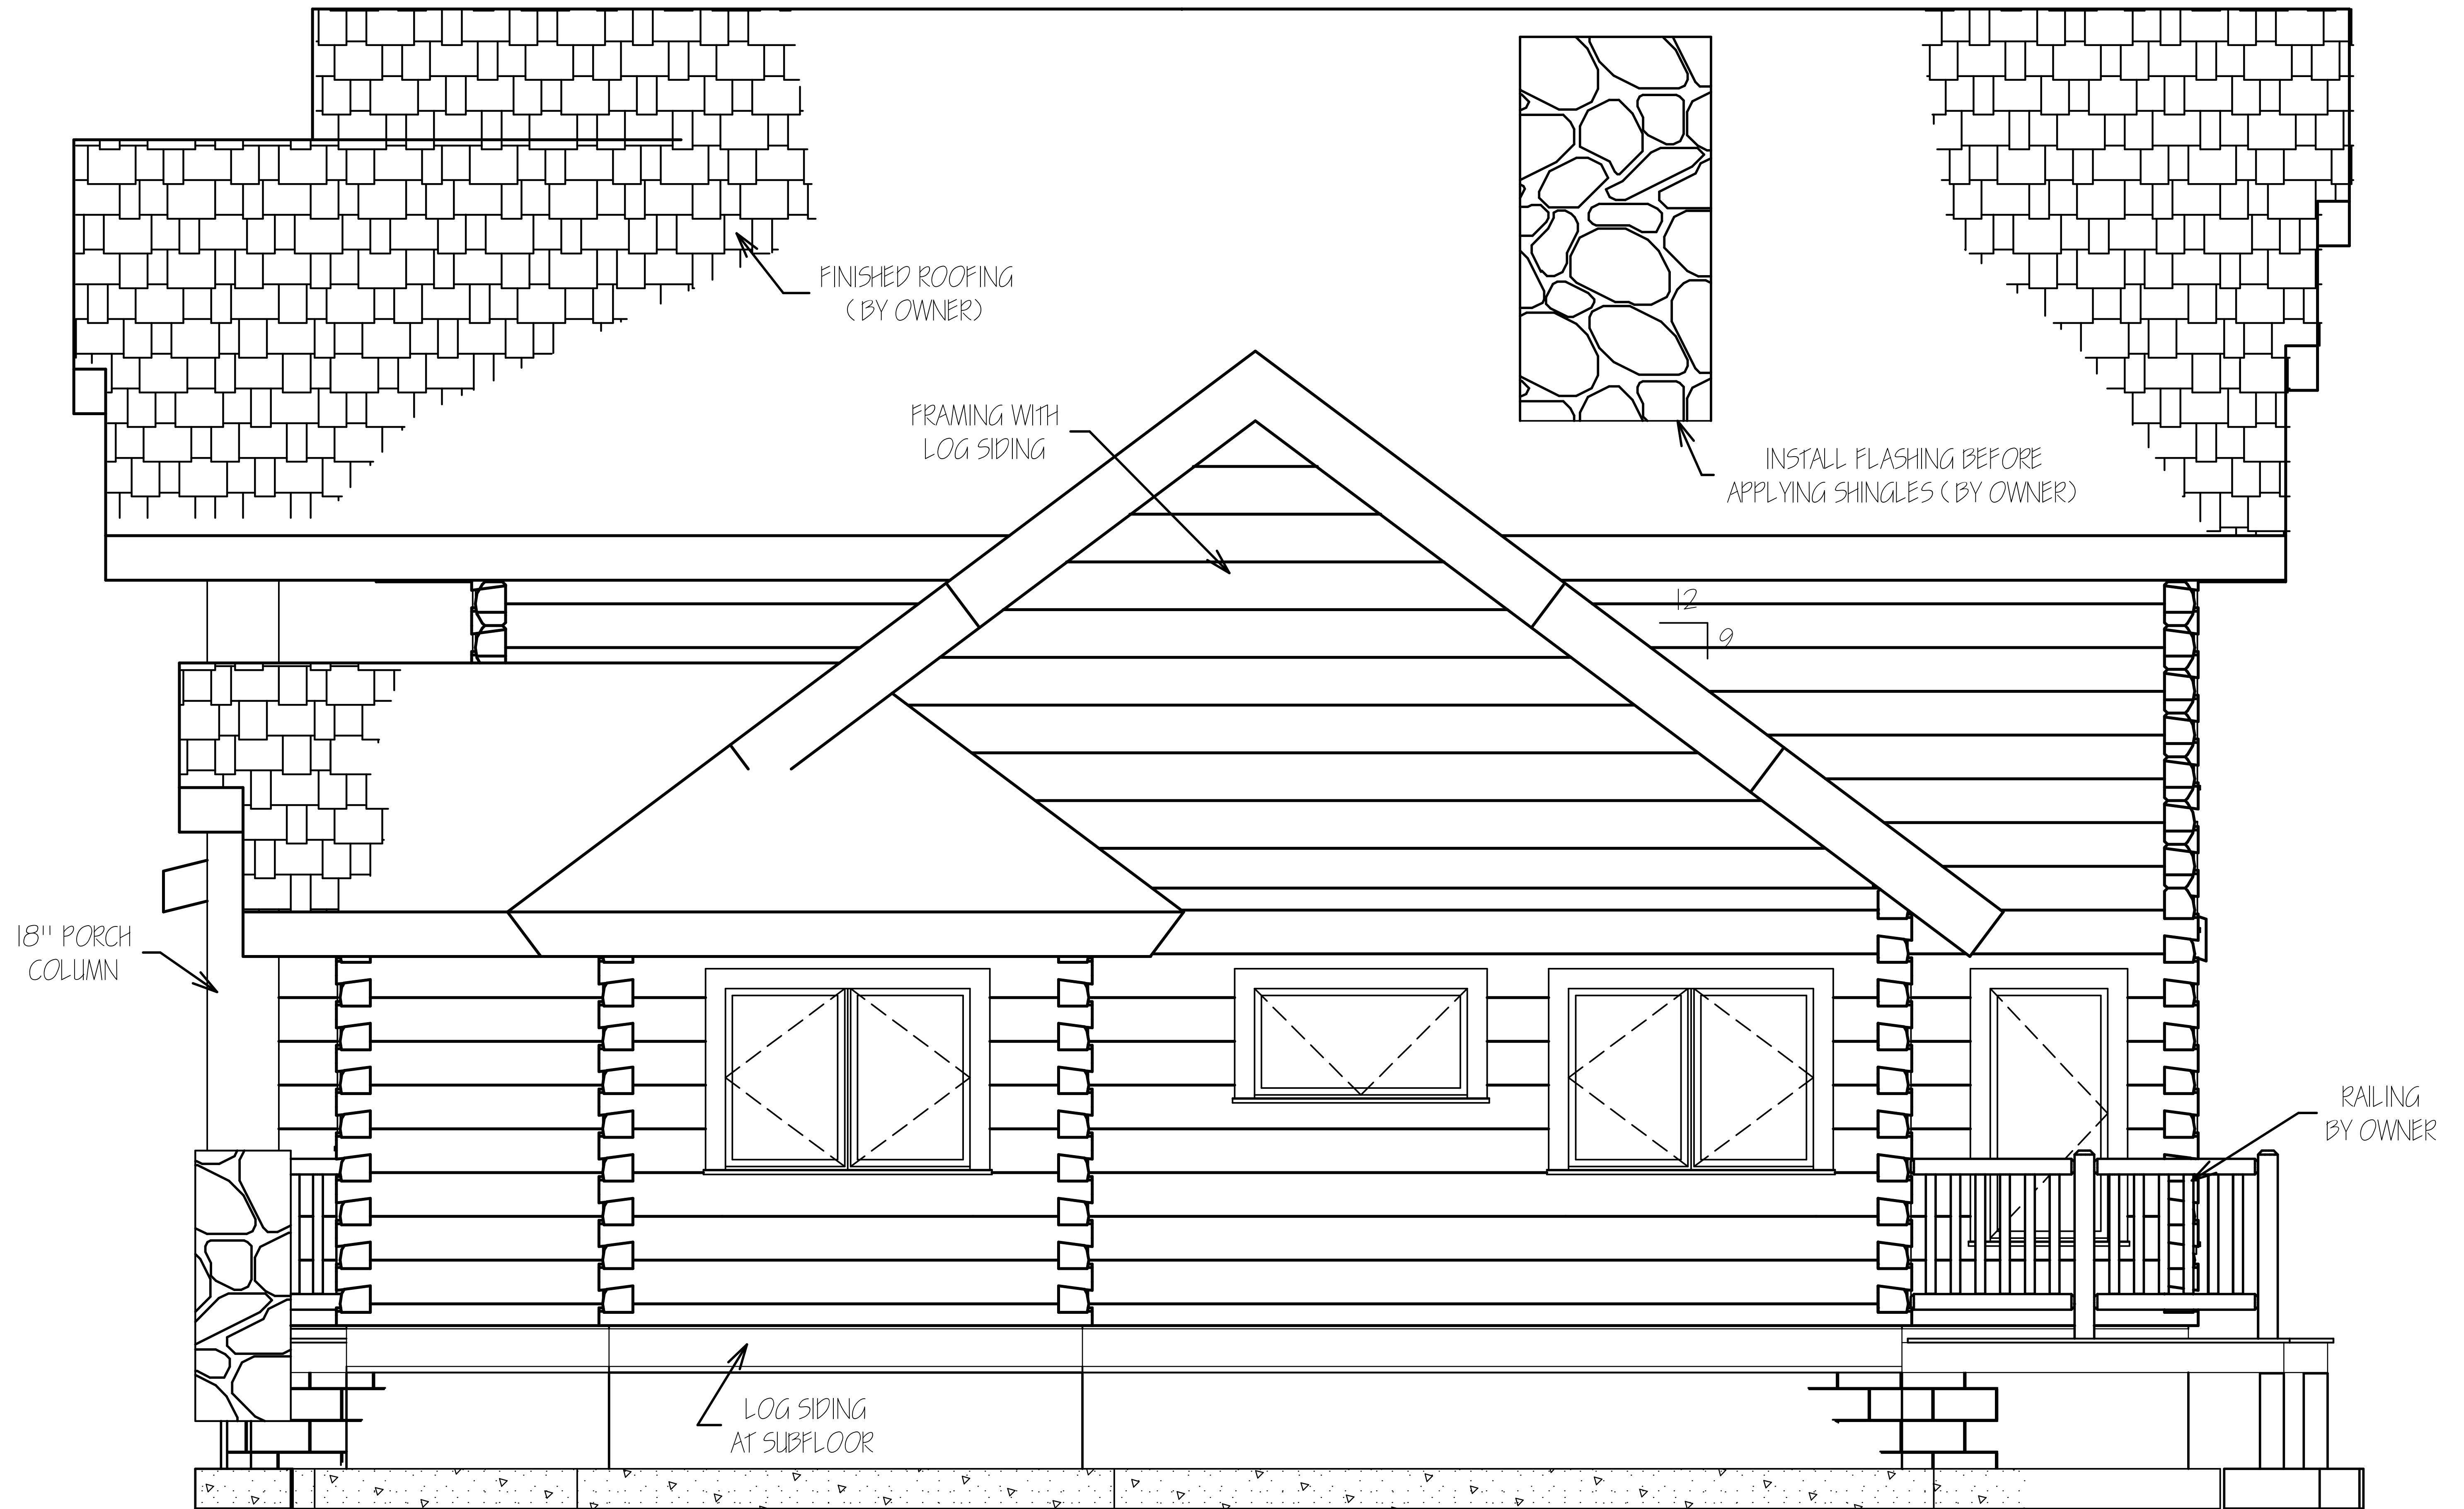 FINISHED ROOFING
(BY OWNER)
FRAMING WITH
LOG SIDING
INSTALL FLASHING BEFORE
APPLYING SHINGLES (BY OWNER)
12
9
18" PORCH
COLUMN
RAILING
BY OWNER
LOG SIDING
AT SUBFLOOR